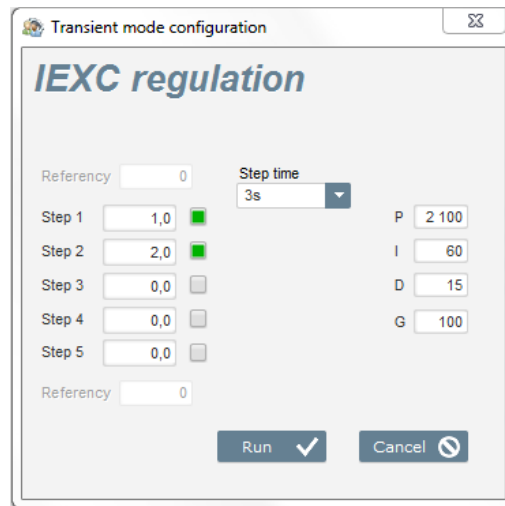 Transient mode configuration
IEXC regulation
Referency 0
Step time
3s
Step 1 1,0
Step 2 2,0
Step 3 0,0
Step 4 0,0
Step 5 0,0
Referency 0
P 2 100
I 60
D 15
G 100
Run
Cancel